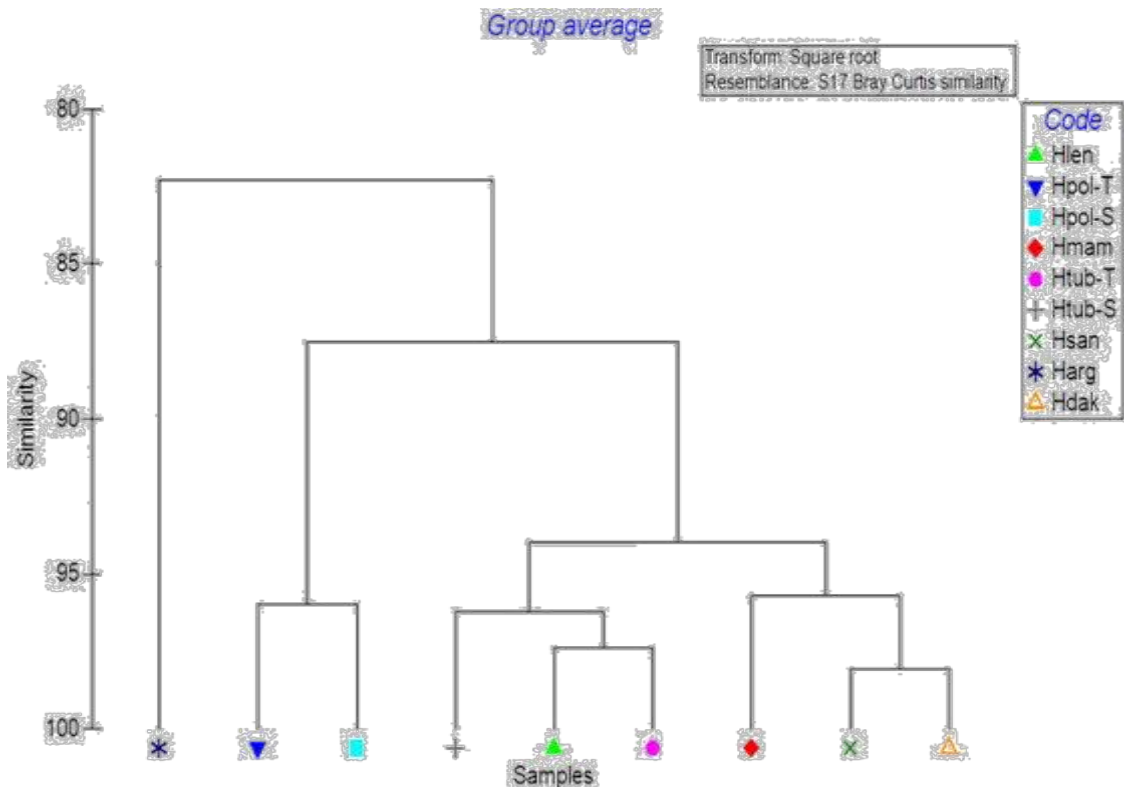 Group average
Transform: Square root
Resemblance: S17 Bray Curtis similarity
80
85
90
95
100
Similarity
Samples
Code
Hlen
Hpol-T
Hpol-S
Hmam
Htub-T
Htub-S
Hsan
Harg
Hdak